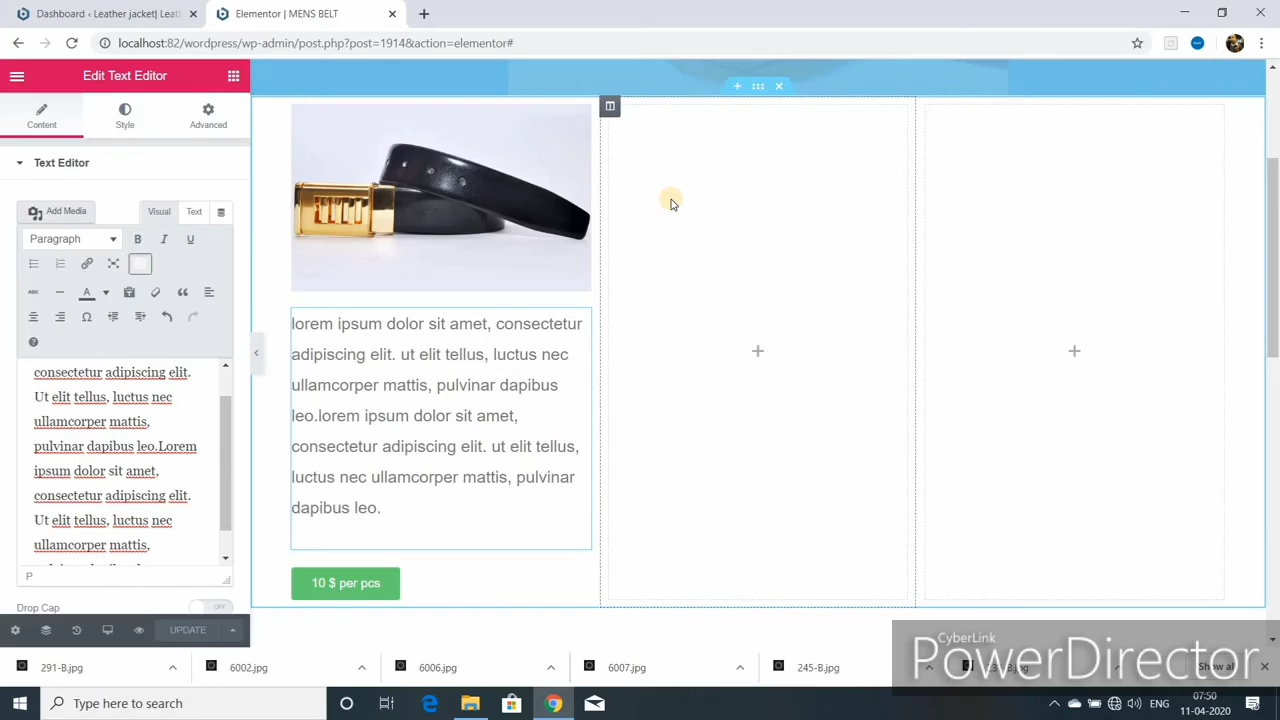 Dashboard ‹ Leather jacket| Leat
Elementor | MENS BELT
localhost:82/wordpress/wp-admin/post.php?post=1914&action=elementor#
Edit Text Editor
Content
Style
Advanced
Text Editor
Add Media
Visual
Text
Paragraph
B
I
U
ABC
A
consectetur adipiscing elit.
Ut elit tellus, luctus nec
ullamcorper mattis,
pulvinar dapibus leo.Lorem
ipsum dolor sit amet,
consectetur adipiscing elit.
Ut elit tellus, luctus nec
ullamcorper mattis,
P
Drop Cap
OFF
UPDATE
lorem ipsum dolor sit amet, consectetur
adipiscing elit. ut elit tellus, luctus nec
ullamcorper mattis, pulvinar dapibus
leo.lorem ipsum dolor sit amet,
consectetur adipiscing elit. ut elit tellus,
luctus nec ullamcorper mattis, pulvinar
dapibus leo.
10 $ per pcs
291-B.jpg
6002.jpg
6006.jpg
6007.jpg
245-B.jpg
Show all
CyberLink
PowerDirector
Type here to search
ENG
07:50
11-04-2020